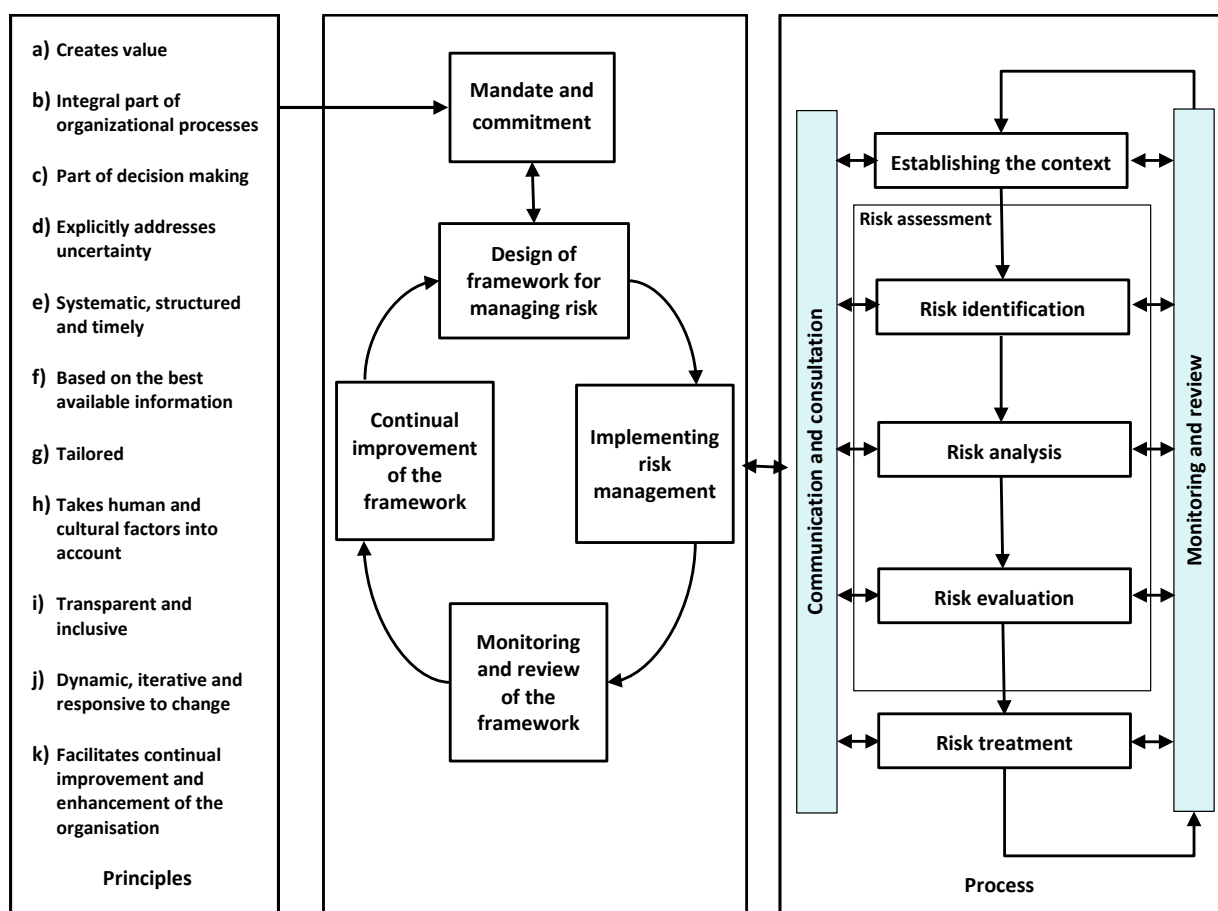 a) Creates value
b) Integral part of
organizational processes
c) Part of decision making
d) Explicitly addresses
uncertainty
e) Systematic, structured
and timely
f) Based on the best
available information
g) Tailored
h) Takes human and
cultural factors into
account
i) Transparent and
inclusive
j) Dynamic, iterative and
responsive to change
k) Facilitates continual
improvement and
enhancement of the
organisation
Principles
Mandate and
commitment
Design of
framework for
managing risk
Implementing
risk
management
Monitoring
and review
of the
framework
Continual
improvement
of the
framework
Communication and consultation
Establishing the context
Risk assessment
Risk identification
Risk analysis
Risk evaluation
Risk treatment
Monitoring and review
Process